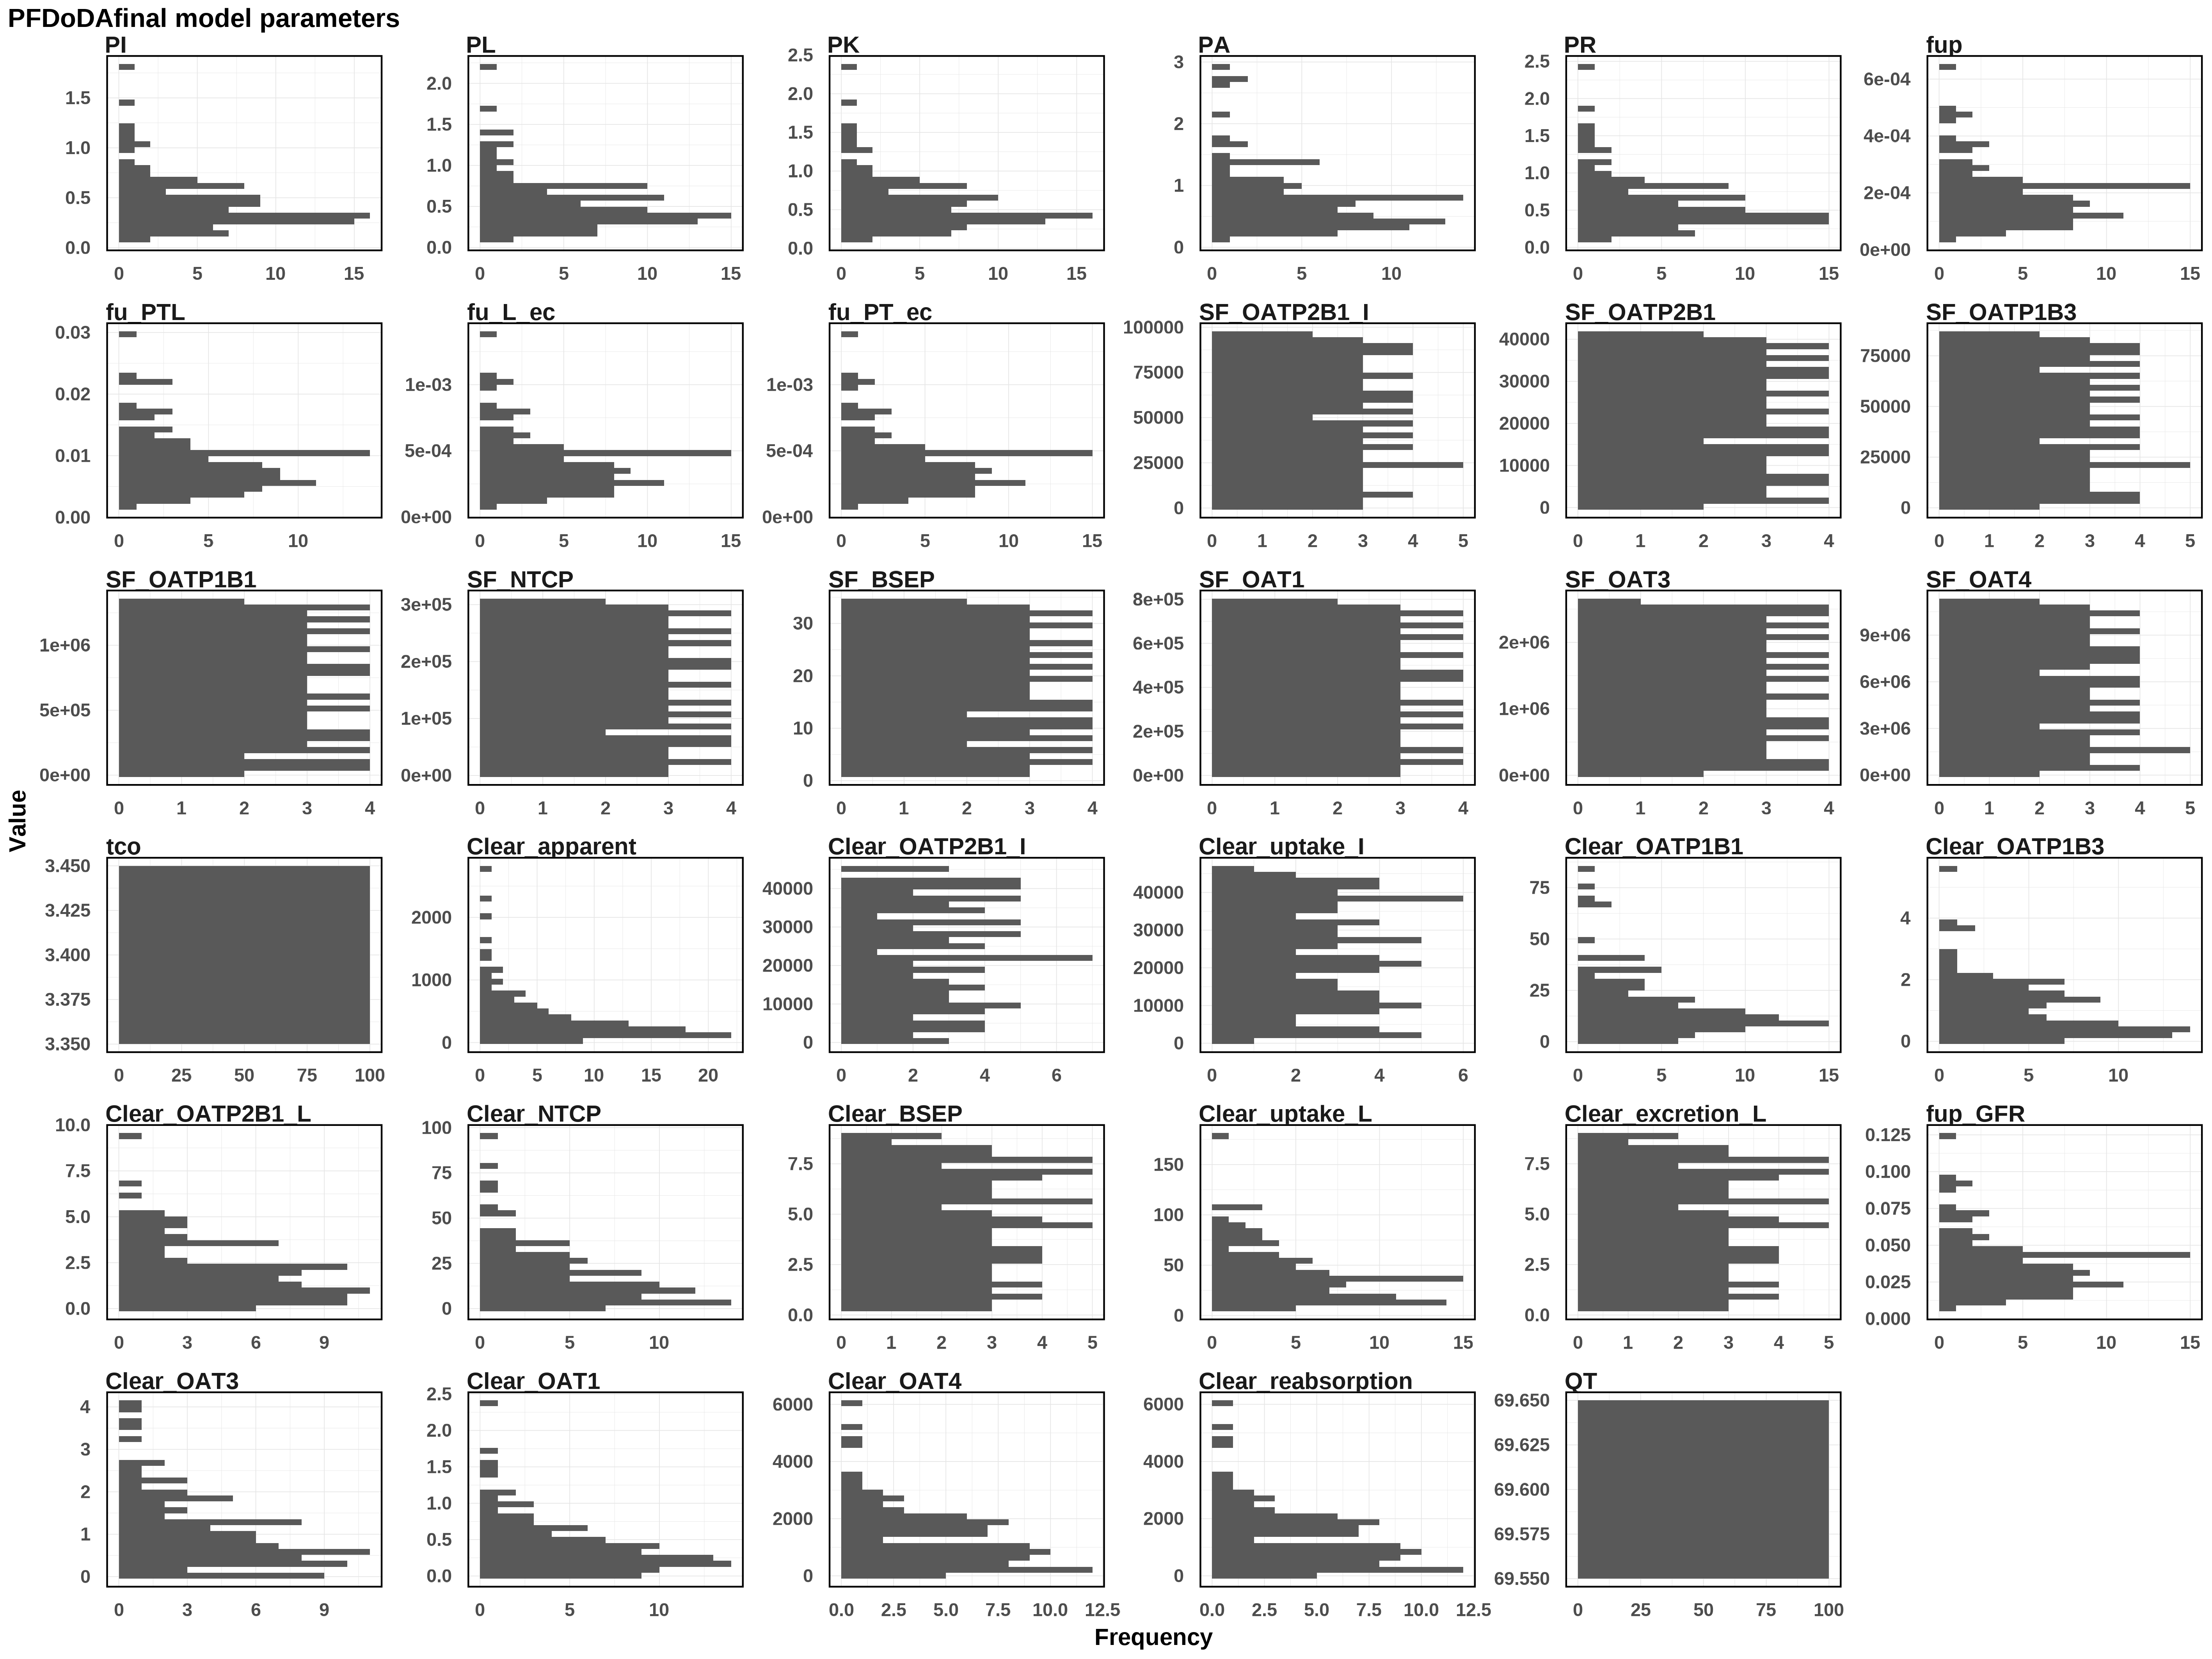 PFDoDAfinal model parameters
PI PL PK PA PR fup
1.5 1.0 0.5 0.0
2.0 1.5 1.0 0.5 0.0
2.5 2.0 1.5 1.0 0.5 0.0
3 2 1 0
2.5 2.0 1.5 1.0 0.5 0.0
6e-04 4e-04 2e-04 0e+00
0 5 10 15 0 5 10 15 0 5 10 15 0 5 10 0 5 10 15 0 5 10 15
fu_PTL fu_L_ec fu_PT_ec SF_OATP2B1_I SF_OATP2B1 SF_OATP1B3
0.03 0.02 0.01 0.00
1e-03 5e-04 0e+00
1e-03 5e-04 0e+00
100000 75000 50000 25000 0
40000 30000 20000 10000 0
75000 50000 25000 0
0 5 10 0 5 10 15 0 5 10 15 0 1 2 3 4 5 0 1 2 3 4 0 1 2 3 4 5
SF_OATP1B1 SF_NTCP SF_BSEP SF_OAT1 SF_OAT3 SF_OAT4
1e+06 5e+05 0e+00
3e+05 2e+05 1e+05 0e+00
30 20 10 0
8e+05 6e+05 4e+05 2e+05 0e+00
2e+06 1e+06 0e+00
9e+06 6e+06 3e+06 0e+00
0 1 2 3 4 0 1 2 3 4 0 1 2 3 4 0 1 2 3 4 0 1 2 3 4 0 1 2 3 4 5
Value
tco Clear_apparent Clear_OATP2B1_I Clear_uptake_I Clear_OATP1B1 Clear_OATP1B3
3.450 3.425 3.400 3.375 3.350
2000 1000 0
40000 30000 20000 10000 0
40000 30000 20000 10000 0
75 50 25 0
4 2 0
0 25 50 75 100 0 5 10 15 20 0 2 4 6 0 2 4 6 0 5 10 15 0 5 10
Clear_OATP2B1_L Clear_NTCP Clear_BSEP Clear_uptake_L Clear_excretion_L fup_GFR
10.0 7.5 5.0 2.5 0.0
100 75 50 25 0
7.5 5.0 2.5 0.0
150 100 50 0
7.5 5.0 2.5 0.0
0.125 0.100 0.075 0.050 0.025 0.000
0 3 6 9 0 5 10 0 1 2 3 4 5 0 5 10 15 0 1 2 3 4 5 0 5 10 15
Clear_OAT3 Clear_OAT1 Clear_OAT4 Clear_reabsorption QT
4 3 2 1 0
2.5 2.0 1.5 1.0 0.5 0.0
6000 4000 2000 0
6000 4000 2000 0
69.650 69.625 69.600 69.575 69.550
0 3 6 9 0 5 10 0.0 2.5 5.0 7.5 10.0 12.5 0.0 2.5 5.0 7.5 10.0 12.5 0 25 50 75 100
Frequency